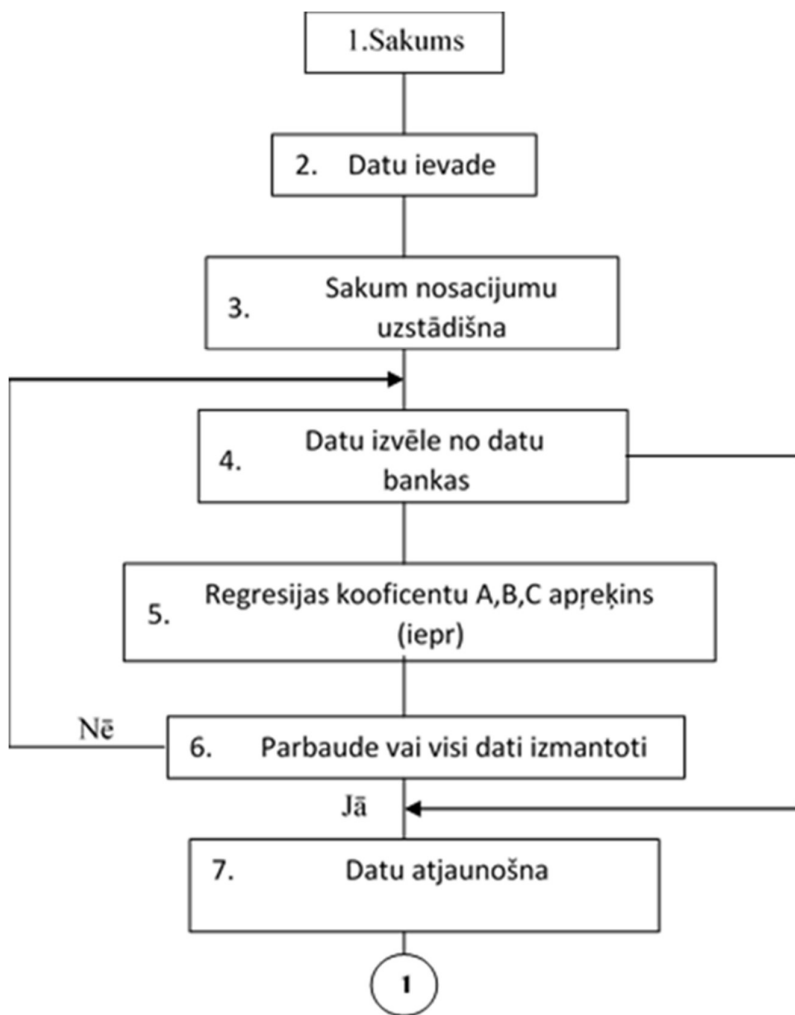 1.Sakums
2. Datu ievade
3. Sakum nosacijumu
uzstādišna
4. Datu izvēle no datu
bankas
5. Regresijas kooficentu A,B,C apŗeķins
(iepr)
Nē
6. Parbaude vai visi dati izmantoti
Jā
7. Datu atjaunošna
1